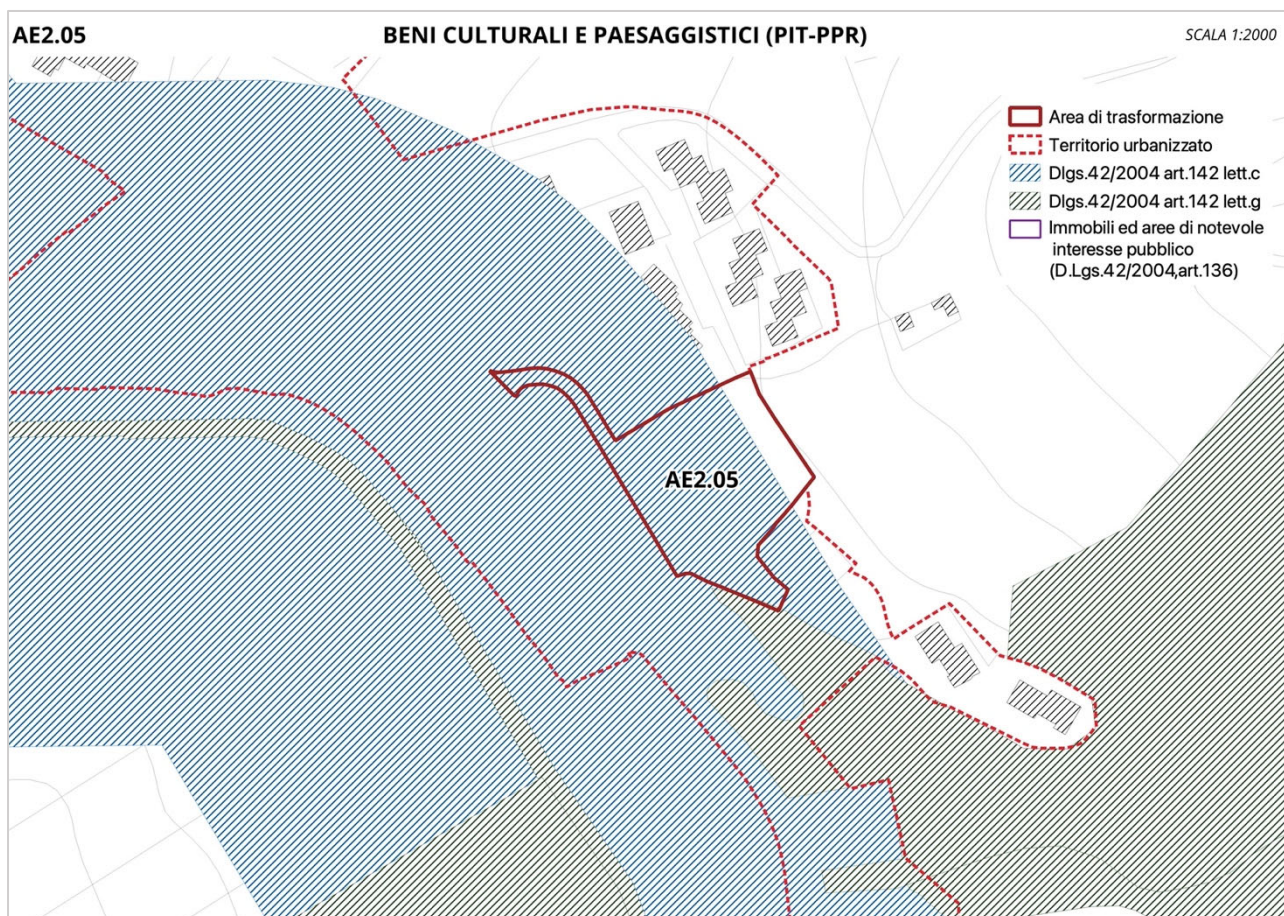 AE2.05
BENI CULTURALI E PAESAGGISTICI (PIT-PPR)
SCALA 1:2000
Area di trasformazione
Territorio urbanizzato
Dlgs.42/2004 art.142 lett.c
Dlgs.42/2004 art.142 lett.g
Immobili ed aree di notevole
interesse pubblico
(D.Lgs.42/2004,art.136)
AE2.05